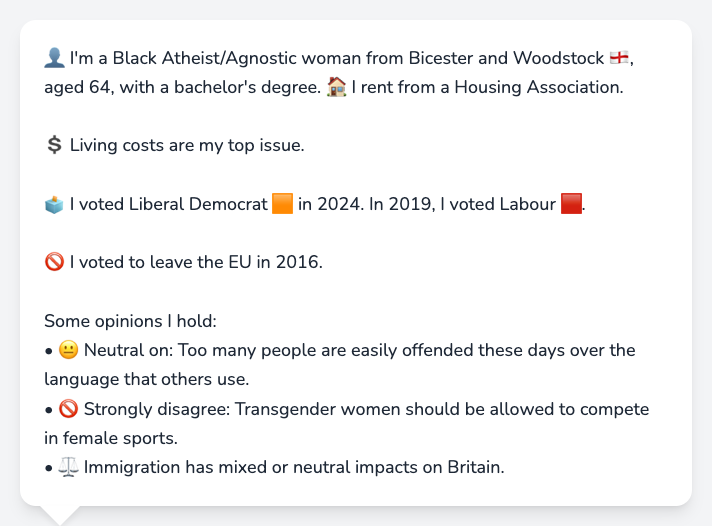 👤 I'm a Black Atheist/Agnostic woman from Bicester and Woodstock 🏴󠁧󠁢󠁥󠁮󠁧󠁿,
aged 64, with a bachelor's degree. 🏠 I rent from a Housing Association.
💲 Living costs are my top issue.
🗳️ I voted Liberal Democrat 🟧 in 2024. In 2019, I voted Labour 🟥.
🚫 I voted to leave the EU in 2016.
Some opinions I hold:
• 😐 Neutral on: Too many people are easily offended these days over the
language that others use.
• 🚫 Strongly disagree: Transgender women should be allowed to compete
in female sports.
• ⚖️ Immigration has mixed or neutral impacts on Britain.